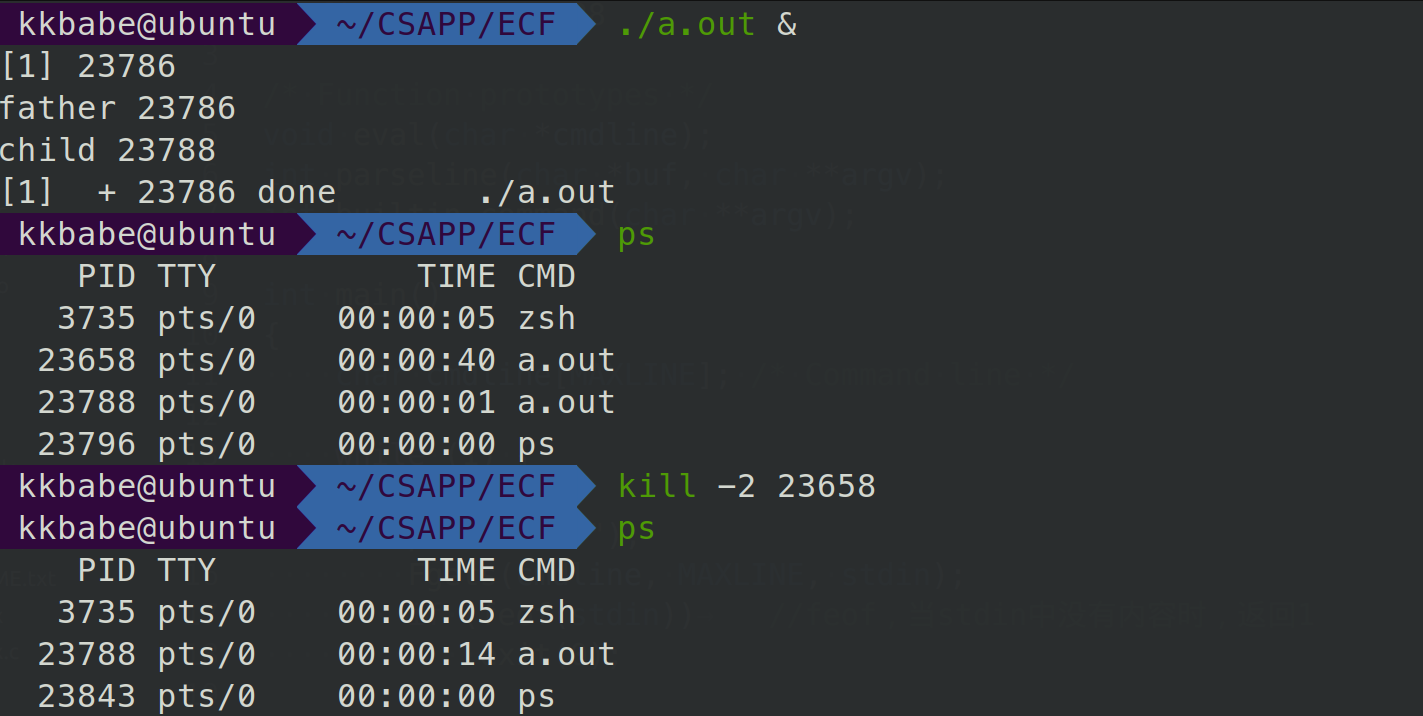 kkbabe@ubuntu ~/CSAPP/ECF ./a.out &
[1] 23786
father 23786
child 23788
[1]  + 23786 done       ./a.out
kkbabe@ubuntu ~/CSAPP/ECF ps
    PID TTY          TIME CMD
   3735 pts/0    00:00:05 zsh
  23658 pts/0    00:00:40 a.out
  23788 pts/0    00:00:01 a.out
  23796 pts/0    00:00:00 ps
kkbabe@ubuntu ~/CSAPP/ECF kill -2 23658
kkbabe@ubuntu ~/CSAPP/ECF ps
    PID TTY          TIME CMD
   3735 pts/0    00:00:05 zsh
  23788 pts/0    00:00:14 a.out
  23843 pts/0    00:00:00 ps